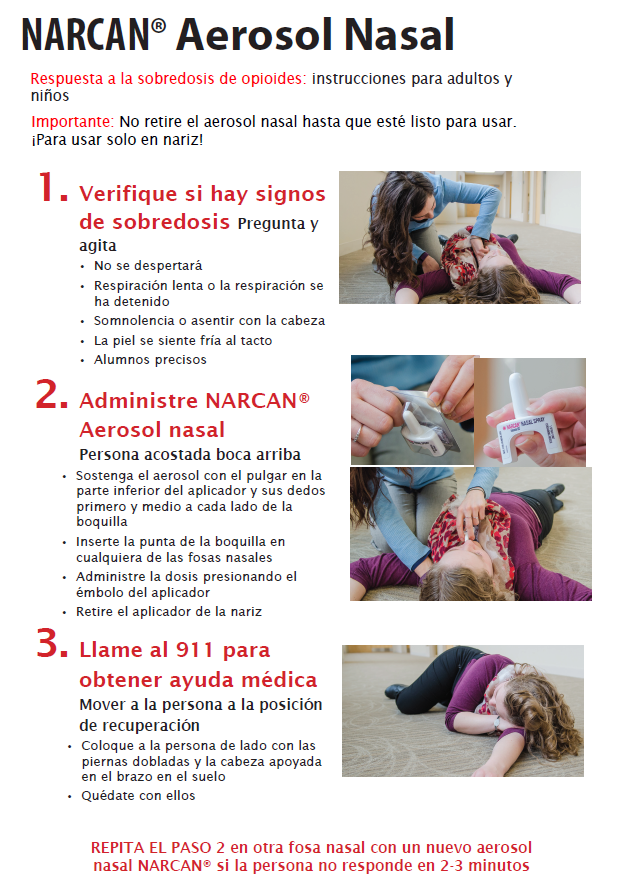 NARCAN® Aerosol Nasal
Respuesta a la sobredosis de opioides: instrucciones para adultos y
niños
Importante: No retire el aerosol nasal hasta que esté listo para usar.
¡Para usar solo en nariz!
1. Verifique si hay signos
de sobredosis Pregunta y
agita
• No se despertará
• Respiración lenta o la respiración se
ha detenido
• Somnolencia o asentir con la cabeza
• La piel se siente fría al tacto
• Alumnos precisos
2. Administre NARCAN®
Aerosol nasal
Persona acostada boca arriba
• Sostenga el aerosol con el pulgar en la
parte inferior del aplicador y sus dedos
primero y medio a cada lado de la
boquilla
• Inserte la punta de la boquilla en
cualquiera de las fosas nasales
• Administre la dosis presionando el
émbolo del aplicador
• Retire el aplicador de la nariz
NARCAN® NASAL SPRAY
3. Llame al 911 para
obtener ayuda médica
Mover a la persona a la posición
de recuperación
• Coloque a la persona de lado con las
piernas dobladas y la cabeza apoyada
en el brazo en el suelo
• Quédate con ellos
REPITA EL PASO 2 en otra fosa nasal con un nuevo aerosol
nasal NARCAN® si la persona no responde en 2-3 minutos